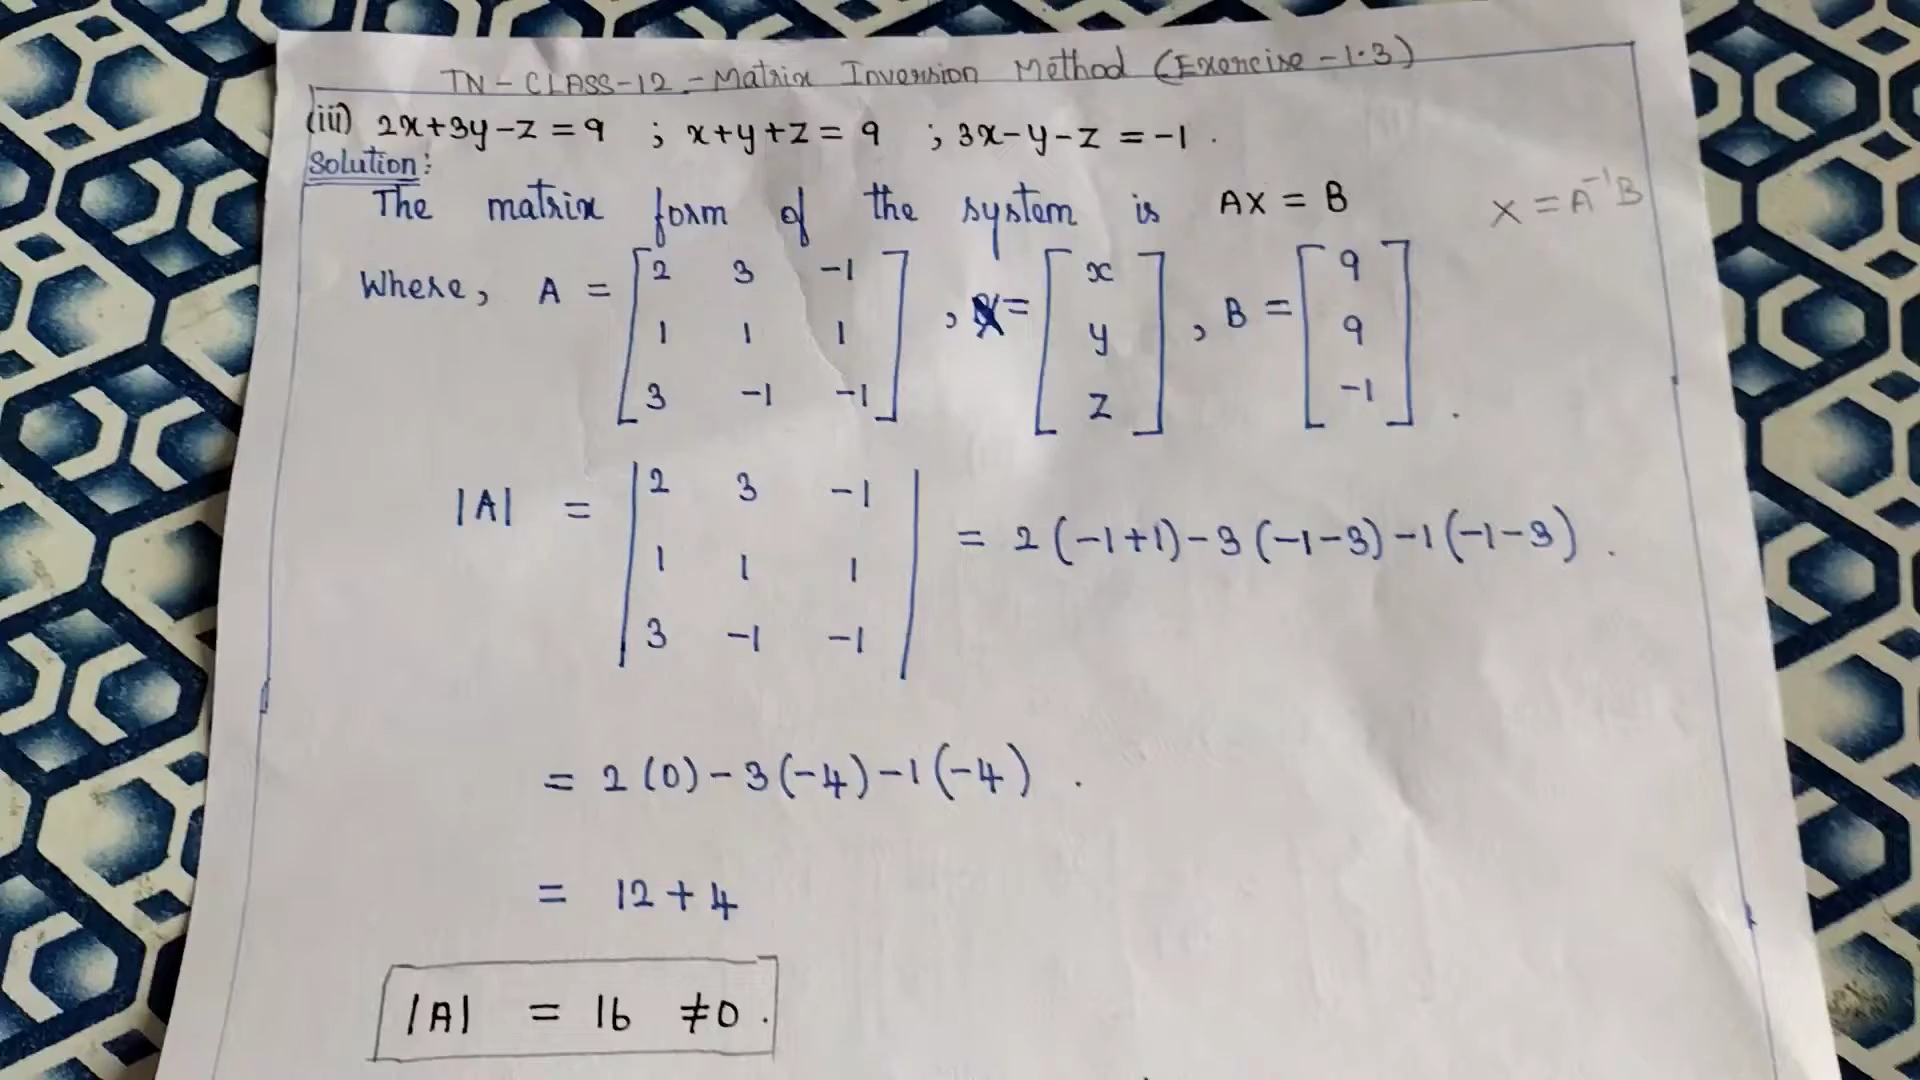 TN - CLASS-12 - Matrix Inversion Method (Exercise - 1.3)
(iii) 2x+3y-z = 9 ; x+y+z = 9 ; 3x-y-z = -1 .
Solution:
The matrix form of the system is AX = B X = A⁻¹B
Where, A = [2 3 -1
1 1 1
3 -1 -1] , X = [x
y
z] , B = [9
9
-1] .
|A| = |2 3 -1
1 1 1
3 -1 -1| = 2(-1+1)-3(-1-3)-1(-1-3) .
= 2(0)-3(-4)-1(-4) .
= 12+4
|A| = 16 ≠0 .